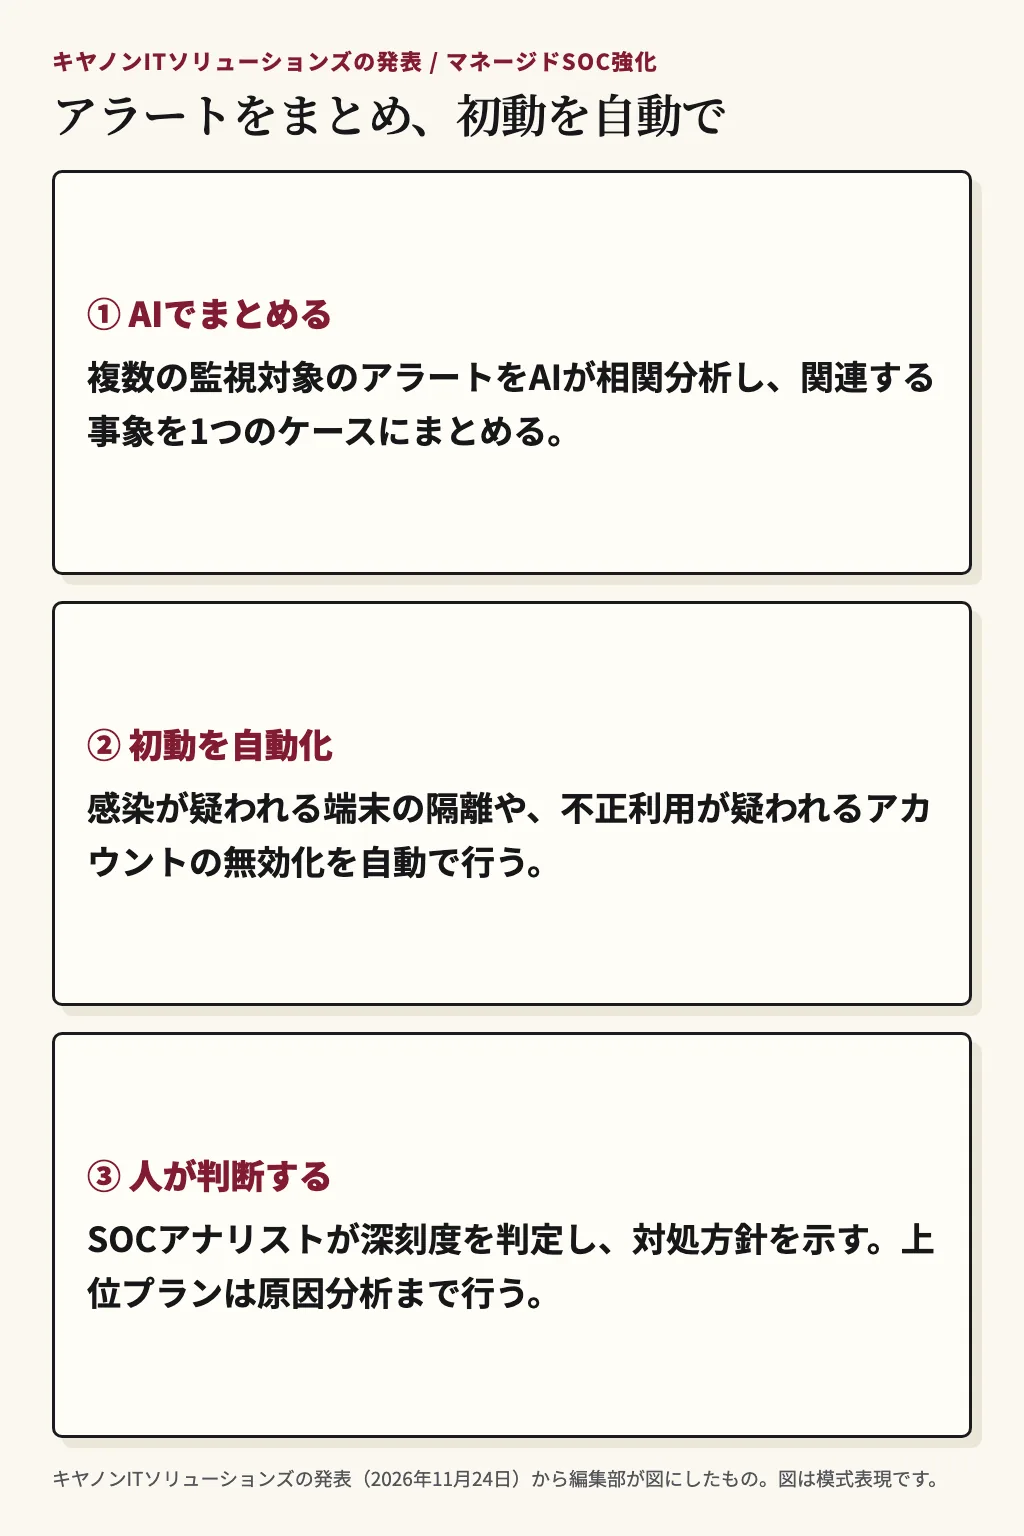 キヤノンITソリューションズの発表 / マネージドSOC強化
アラートをまとめ、初動を自動で
① AIでまとめる
複数の監視対象のアラートをAIが相関分析し、関連する
事象を1つのケースにまとめる。
② 初動を自動化
感染が疑われる端末の隔離や、不正利用が疑われるアカ
ウントの無効化を自動で行う。
③ 人が判断する
SOCアナリストが深刻度を判定し、対処方針を示す。上
位プランは原因分析まで行う。
キヤノンITソリューションズの発表（2026年11月24日）から編集部が図にしたもの。図は模式表現です。